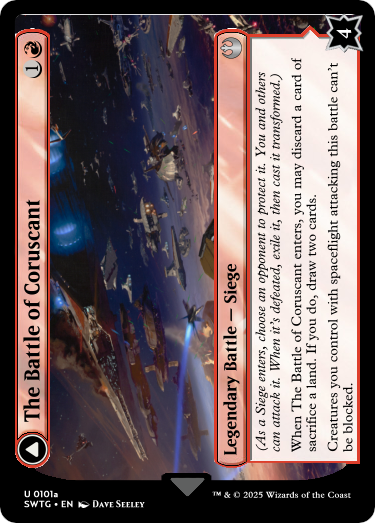 The Battle of Coruscant
1
Legendary Battle — Siege
(As a Siege enters, choose an opponent to protect it. You and others
can attack it. When it's defeated, exile it, then cast it transformed.)
When The Battle of Coruscant enters, you may discard a card of
sacrifice a land. If you do, draw two cards.
Creatures you control with spaceflight attacking this battle can't
be blocked.
4
U 0101a
SWTG • EN DAVE SEELEY
™ & © 2025 Wizards of the Coast